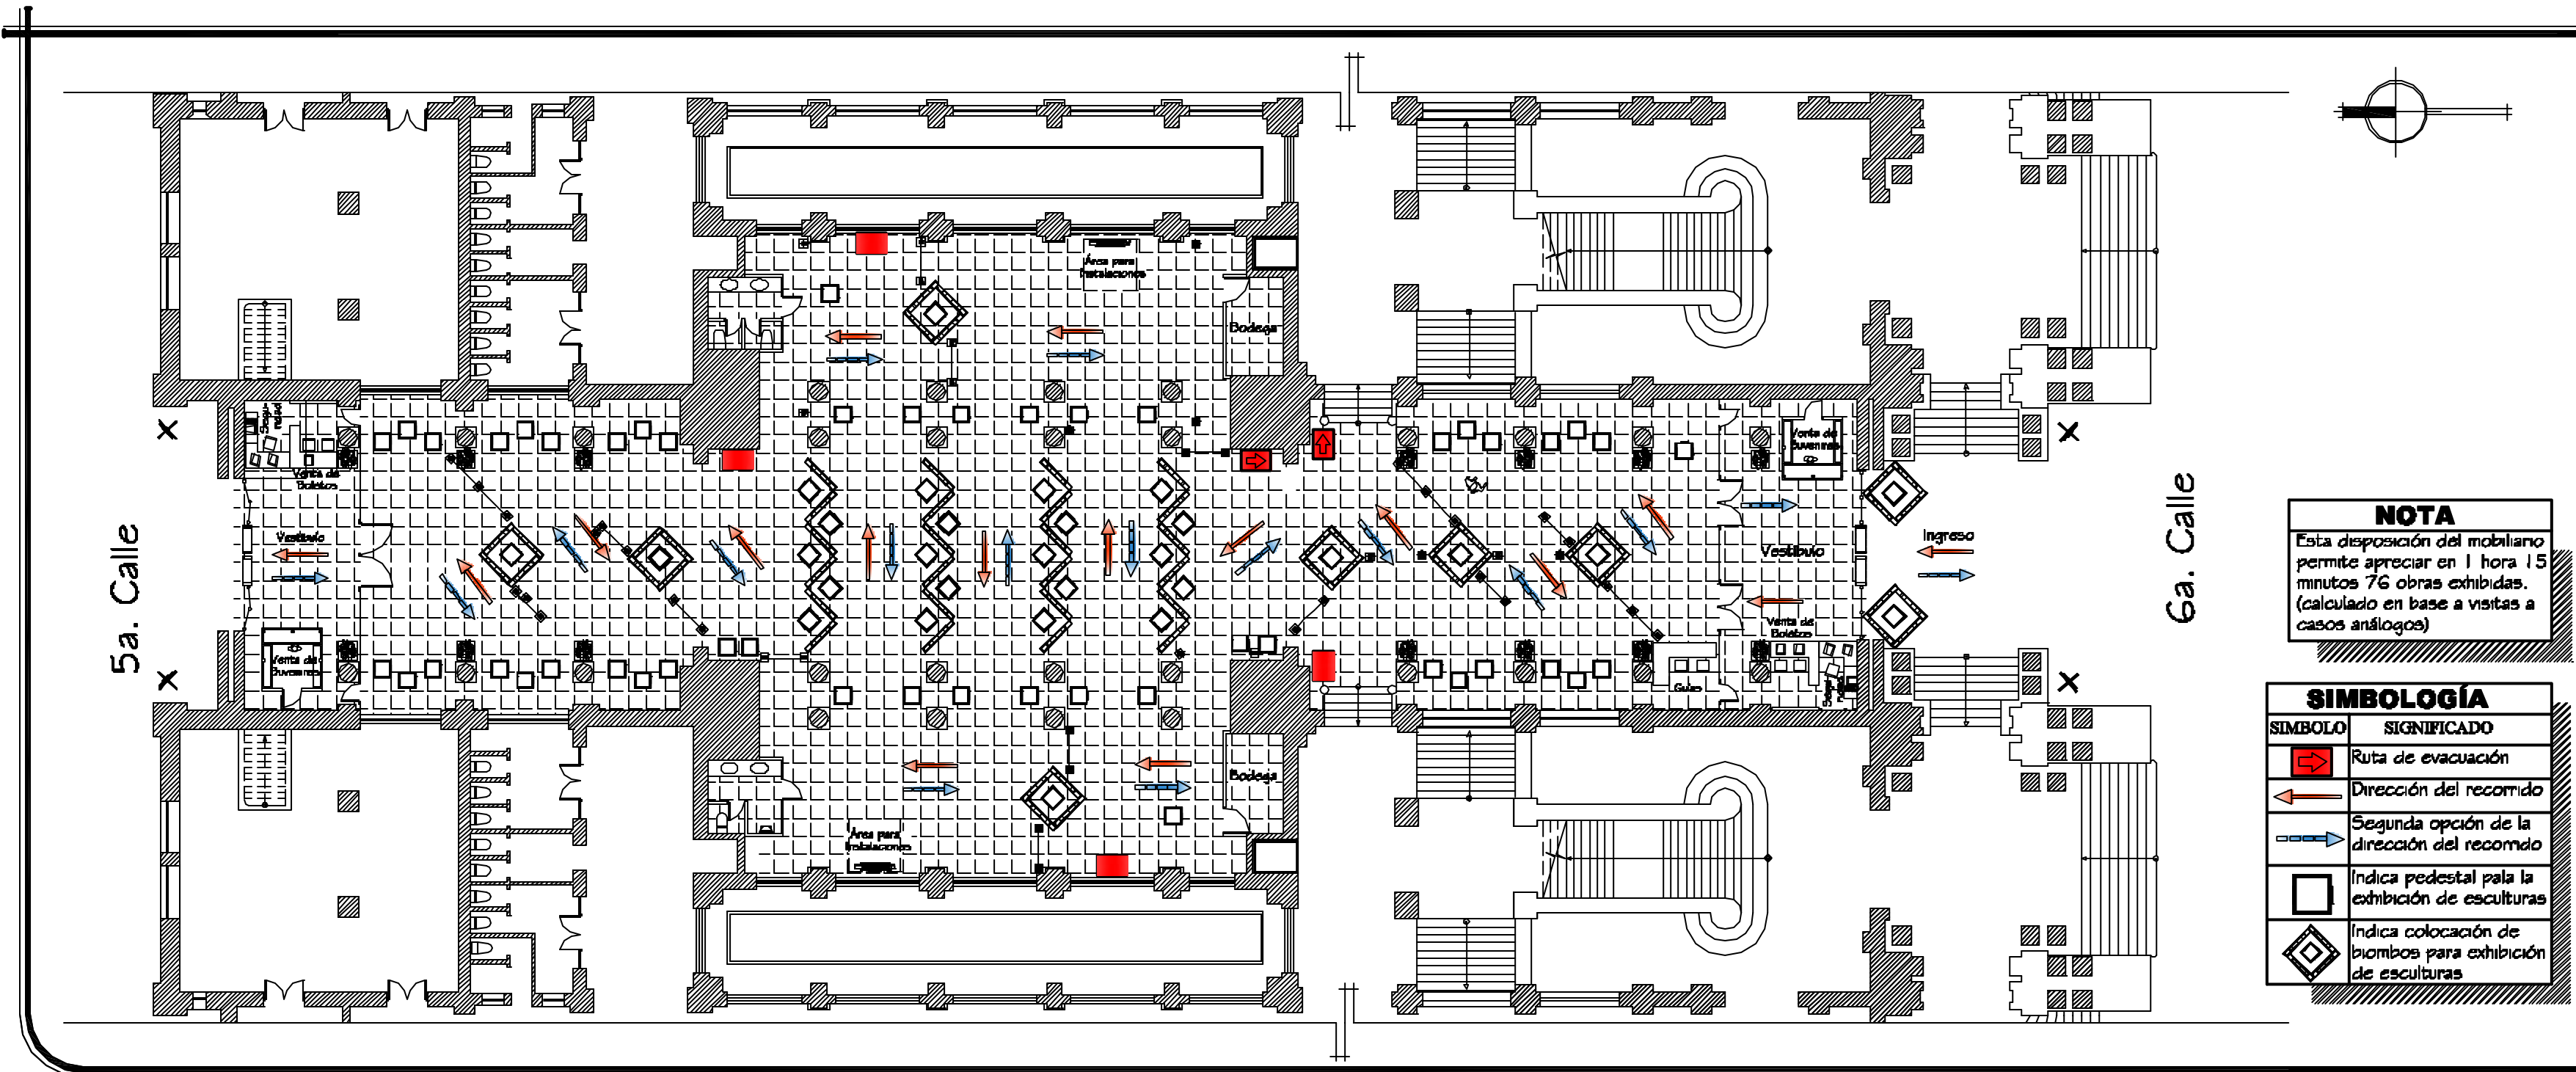 Área para
Instalaciones
Bodega
Segu-
ridad
Venta de
Boletos
Venta de
Suvenires
Vestíbulo
Ingreso
5a. Calle
6a. Calle
Vestíbulo
Venta de
Boletos
Venta de
Suvenires
Guías
Segu-
ridad
Bodega
Área para
Instalaciones
NOTA
Esta disposición del mobiliario
permite apreciar en 1 hora 15
minutos 76 obras exhibidas.
(calculado en base a visitas a
casos análogos)
SIMBOLOGÍA
SIMBOLO SIGNIFICADO
Ruta de evacuación
Dirección del recorrido
Segunda opción de la
dirección del recorrido
Indica pedestal pala la
exhibición de esculturas
Indica colocación de
biombos para exhibición
de esculturas